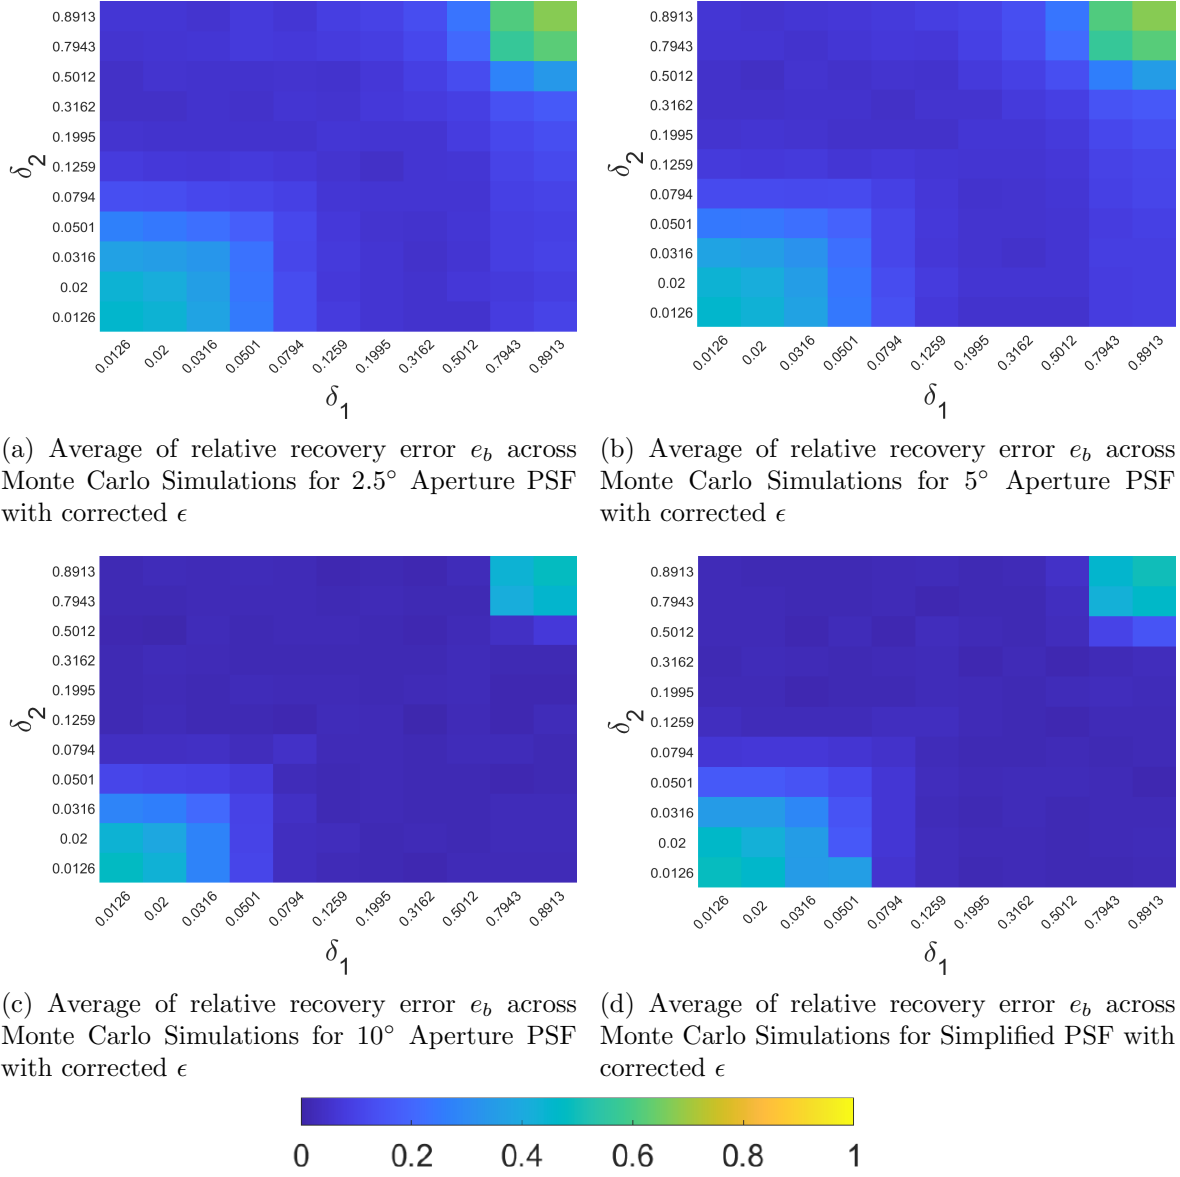 0.8913
0.7943
0.5012
0.3162
0.1995
0.1259
0.0794
0.0501
0.0316
0.02
0.0126
δ2
0.0126 0.02 0.0316 0.0501 0.0794 0.1259 0.1995 0.3162 0.5012 0.7943 0.8913
δ1
(a) Average of relative recovery error e_b across
Monte Carlo Simulations for 2.5° Aperture PSF
with corrected ϵ
0.8913
0.7943
0.5012
0.3162
0.1995
0.1259
0.0794
0.0501
0.0316
0.02
0.0126
δ2
0.0126 0.02 0.0316 0.0501 0.0794 0.1259 0.1995 0.3162 0.5012 0.7943 0.8913
δ1
(b) Average of relative recovery error e_b across
Monte Carlo Simulations for 5° Aperture PSF
with corrected ϵ
0.8913
0.7943
0.5012
0.3162
0.1995
0.1259
0.0794
0.0501
0.0316
0.02
0.0126
δ2
0.0126 0.02 0.0316 0.0501 0.0794 0.1259 0.1995 0.3162 0.5012 0.7943 0.8913
δ1
(c) Average of relative recovery error e_b across
Monte Carlo Simulations for 10° Aperture PSF
with corrected ϵ
0.8913
0.7943
0.5012
0.3162
0.1995
0.1259
0.0794
0.0501
0.0316
0.02
0.0126
δ2
0.0126 0.02 0.0316 0.0501 0.0794 0.1259 0.1995 0.3162 0.5012 0.7943 0.8913
δ1
(d) Average of relative recovery error e_b across
Monte Carlo Simulations for Simplified PSF with
corrected ϵ
0 0.2 0.4 0.6 0.8 1